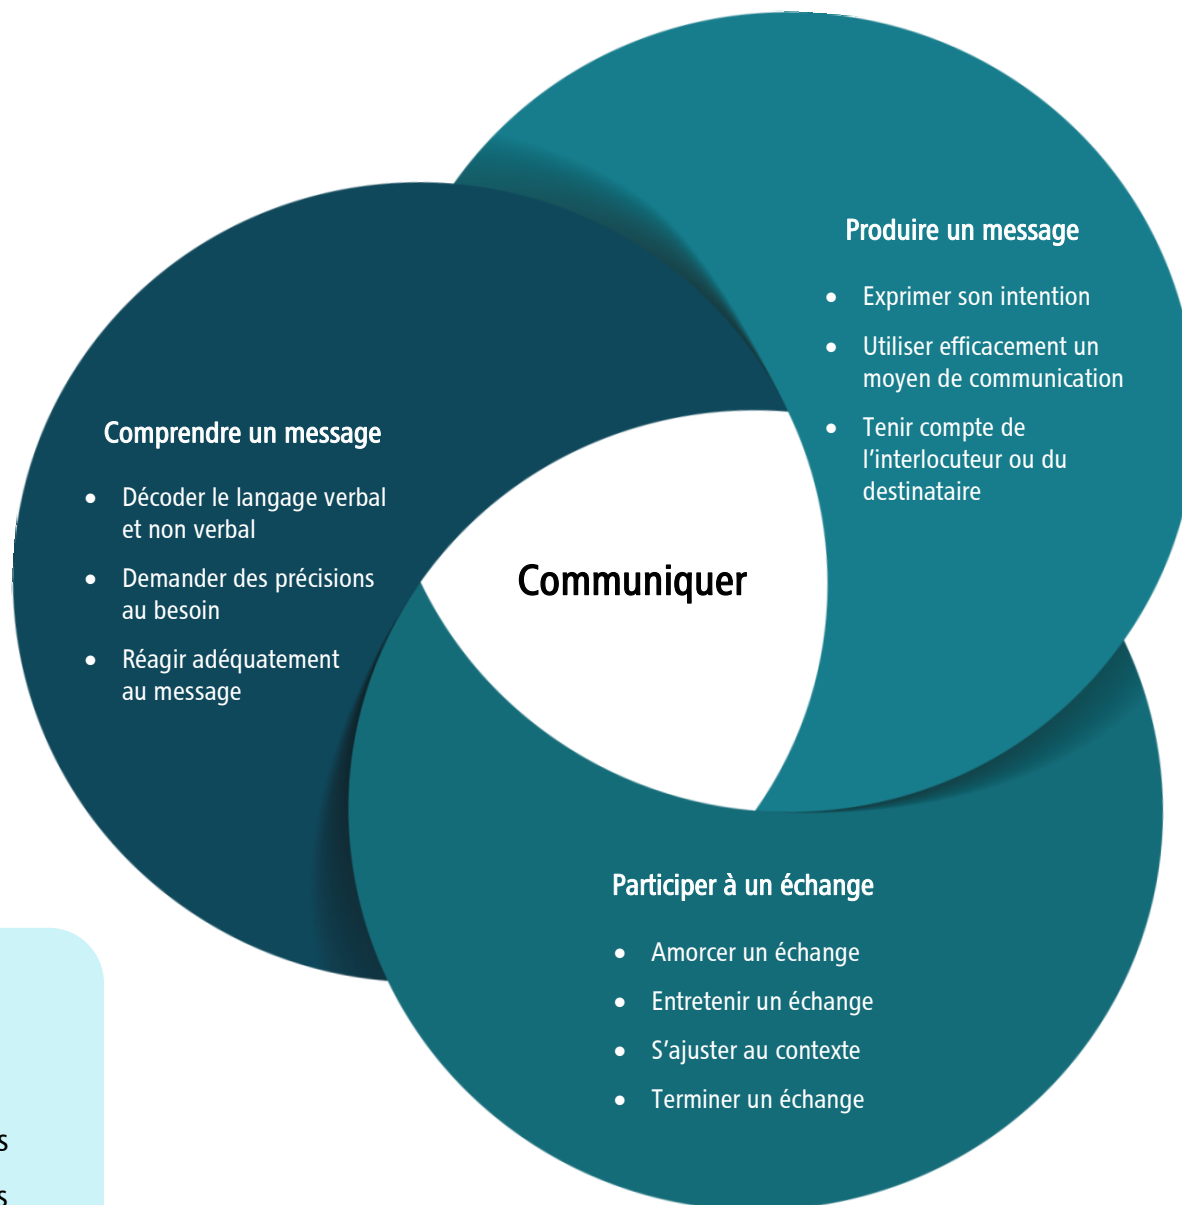 Produire un message
• Exprimer son intention
• Utiliser efficacement un
moyen de communication
• Tenir compte de
l'interlocuteur ou du
destinataire
Comprendre un message
• Décoder le langage verbal
et non verbal
• Demander des précisions
au besoin
• Réagir adéquatement
au message
Communiquer
Participer à un échange
• Amorcer un échange
• Entretenir un échange
• S'ajuster au contexte
• Terminer un échange